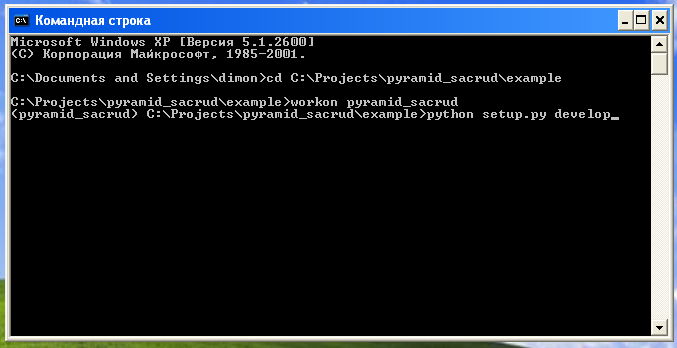 Командная строка
Microsoft Windows XP [Версия 5.1.2600]
(С) Корпорация Майкрософт, 1985-2001.
C:\Documents and Settings\dimon>cd C:\Projects\pyramid_sacrud\example
C:\Projects\pyramid_sacrud\example>workon pyramid_sacrud
(pyramid_sacrud) C:\Projects\pyramid_sacrud\example>python setup.py develop_